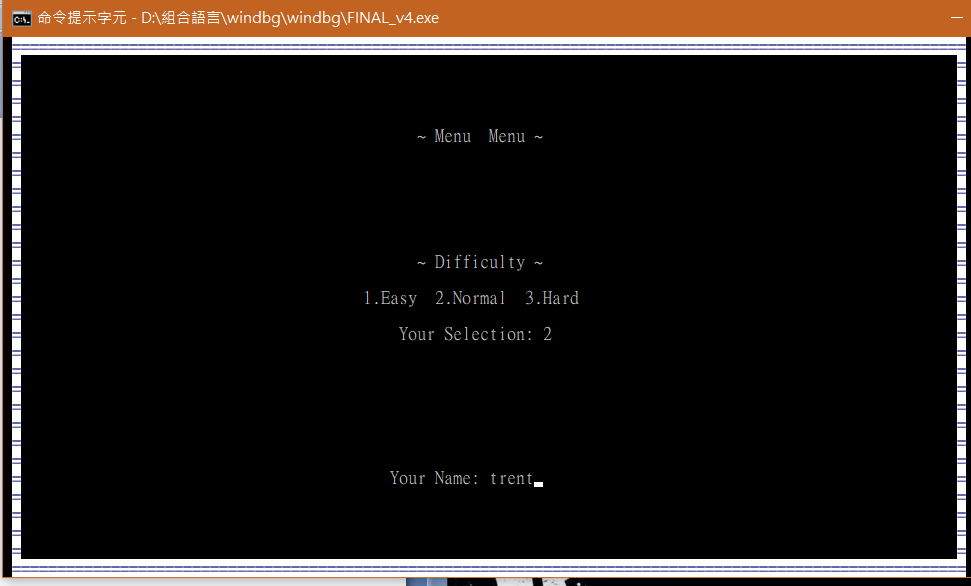 命令提示字元 - D:\組合語言\windbg\windbg\FINAL_v4.exe
~ Menu  Menu ~
~ Difficulty ~
1.Easy  2.Normal  3.Hard
Your Selection: 2
Your Name: trent